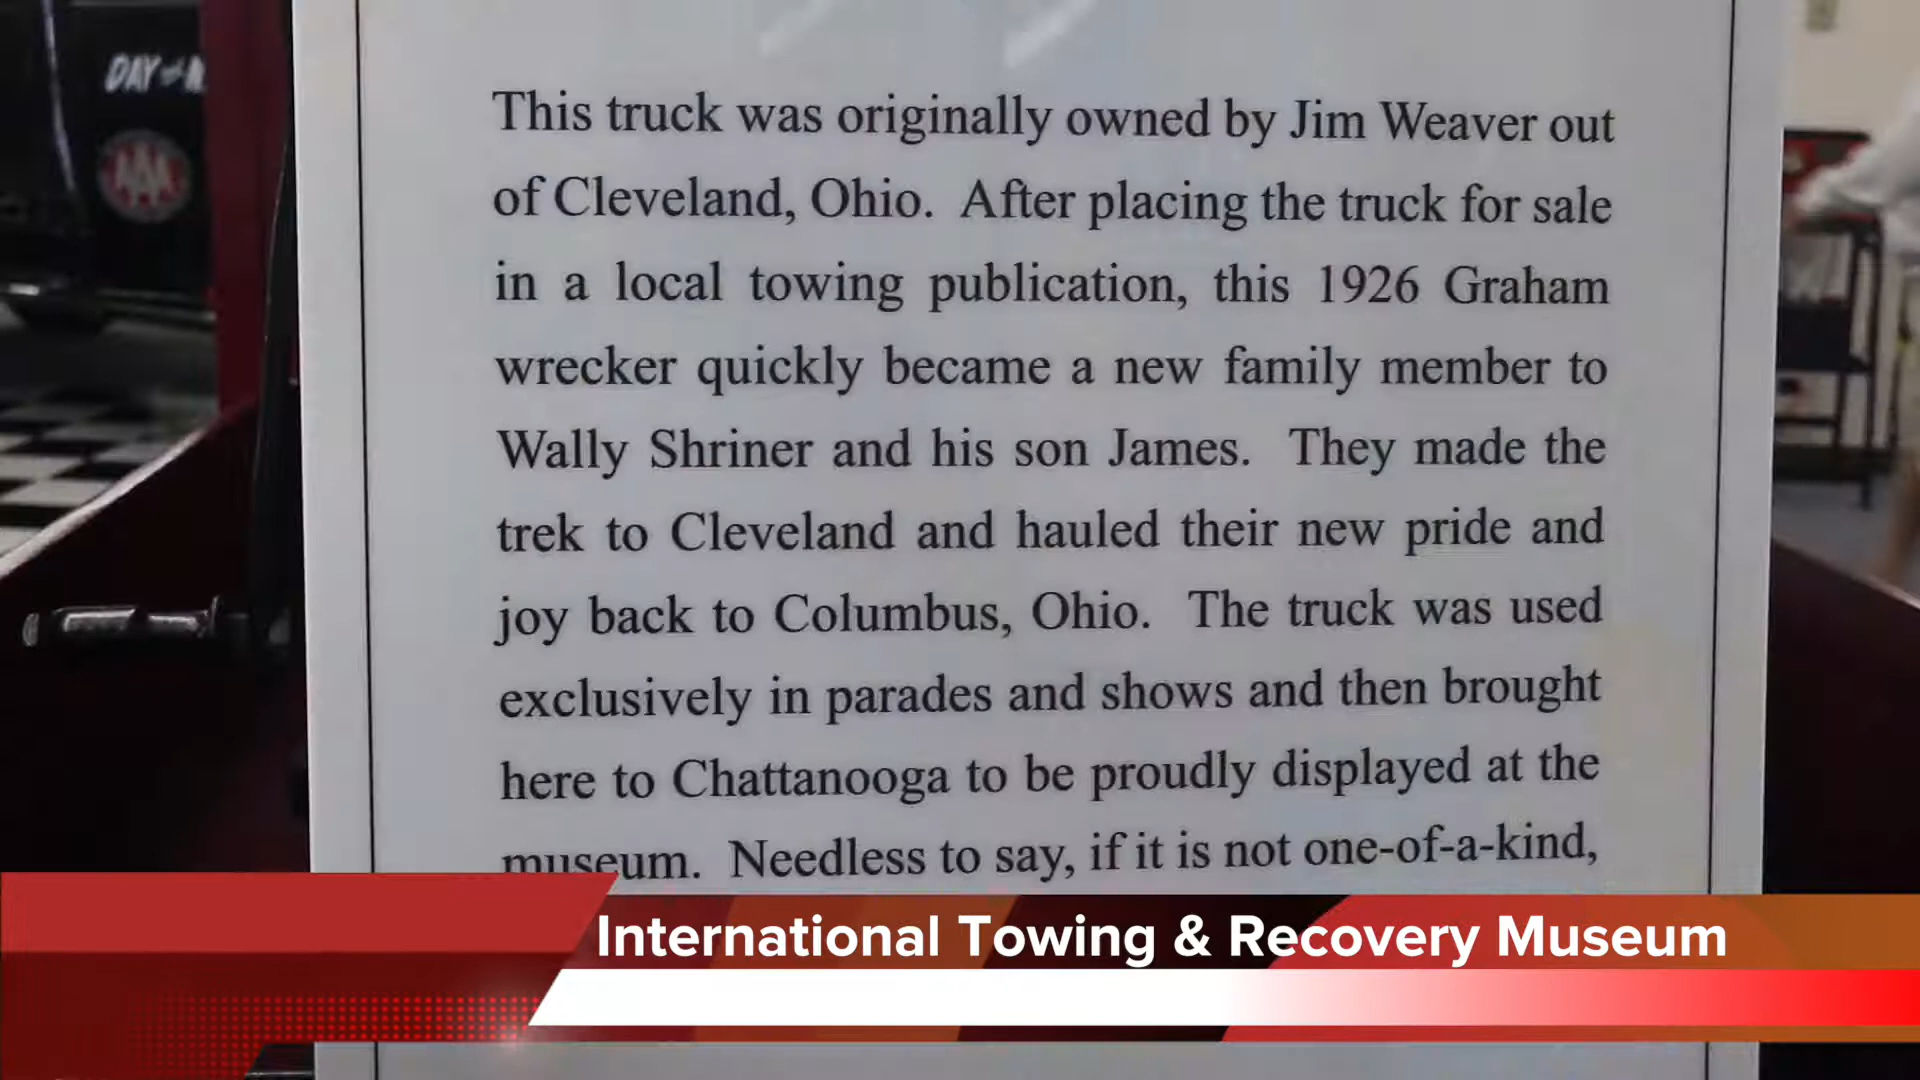 DAY and N
AAA
This truck was originally owned by Jim Weaver out
of Cleveland, Ohio. After placing the truck for sale
in a local towing publication, this 1926 Graham
wrecker quickly became a new family member to
Wally Shriner and his son James. They made the
trek to Cleveland and hauled their new pride and
joy back to Columbus, Ohio. The truck was used
exclusively in parades and shows and then brought
here to Chattanooga to be proudly displayed at the
museum. Needless to say, if it is not one-of-a-kind,
International Towing & Recovery Museum